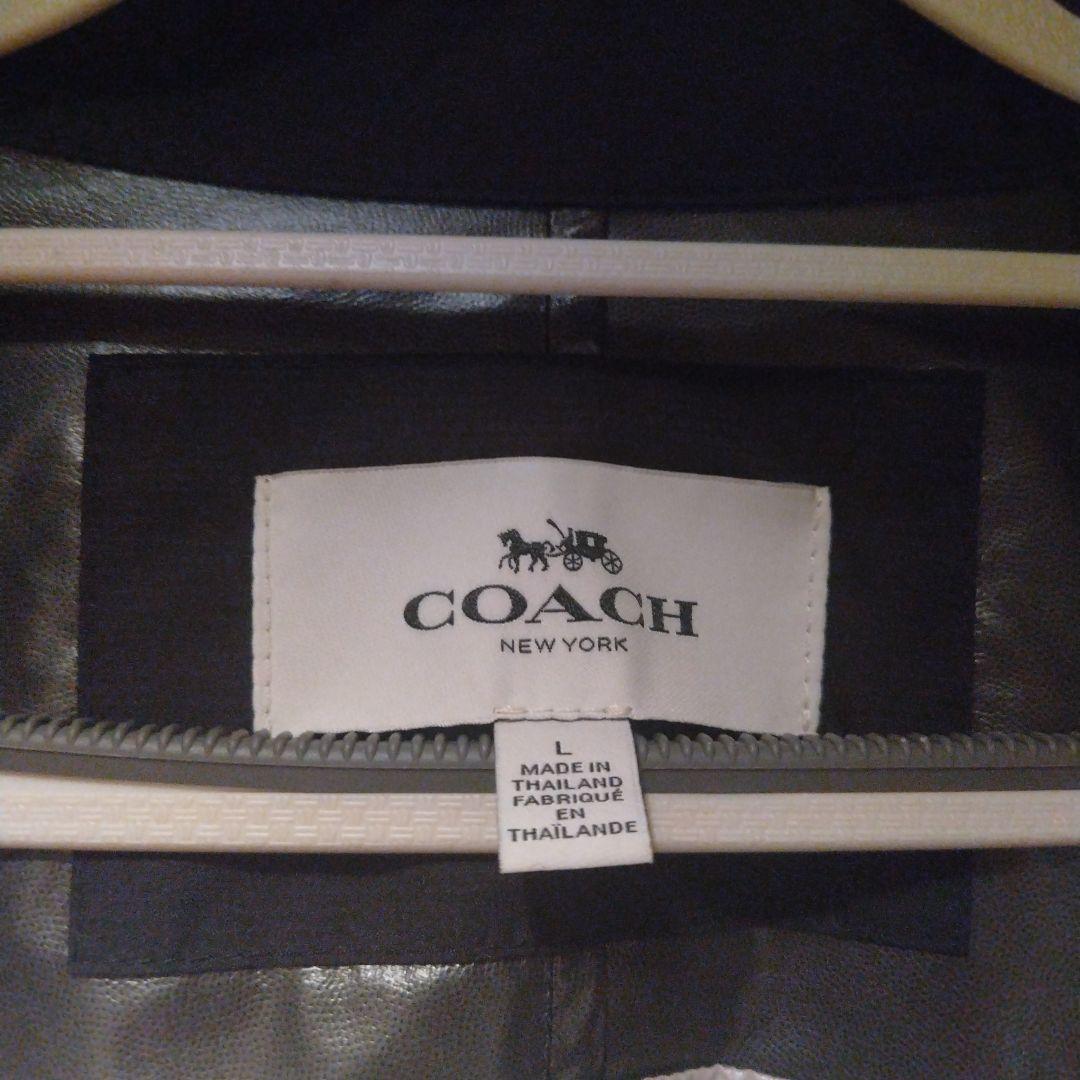 COACH
NEW YORK
L
MADE IN
THAILAND
FABRIQUÉ
EN
THAÏLANDE